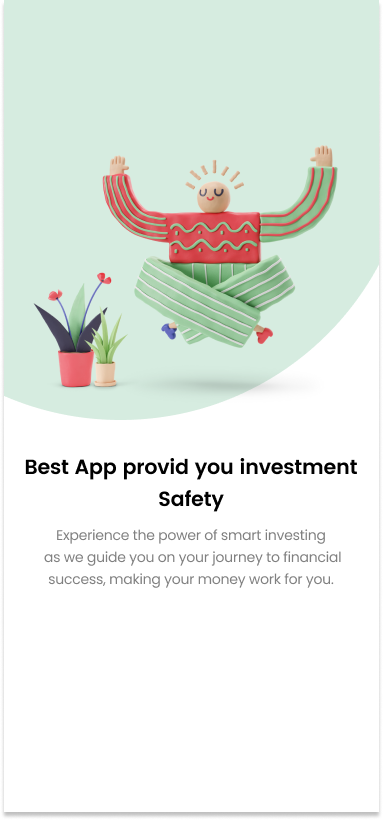 Best App provid you investment
Safety
Experience the power of smart investing
as we guide you on your journey to financial
success, making your money work for you.